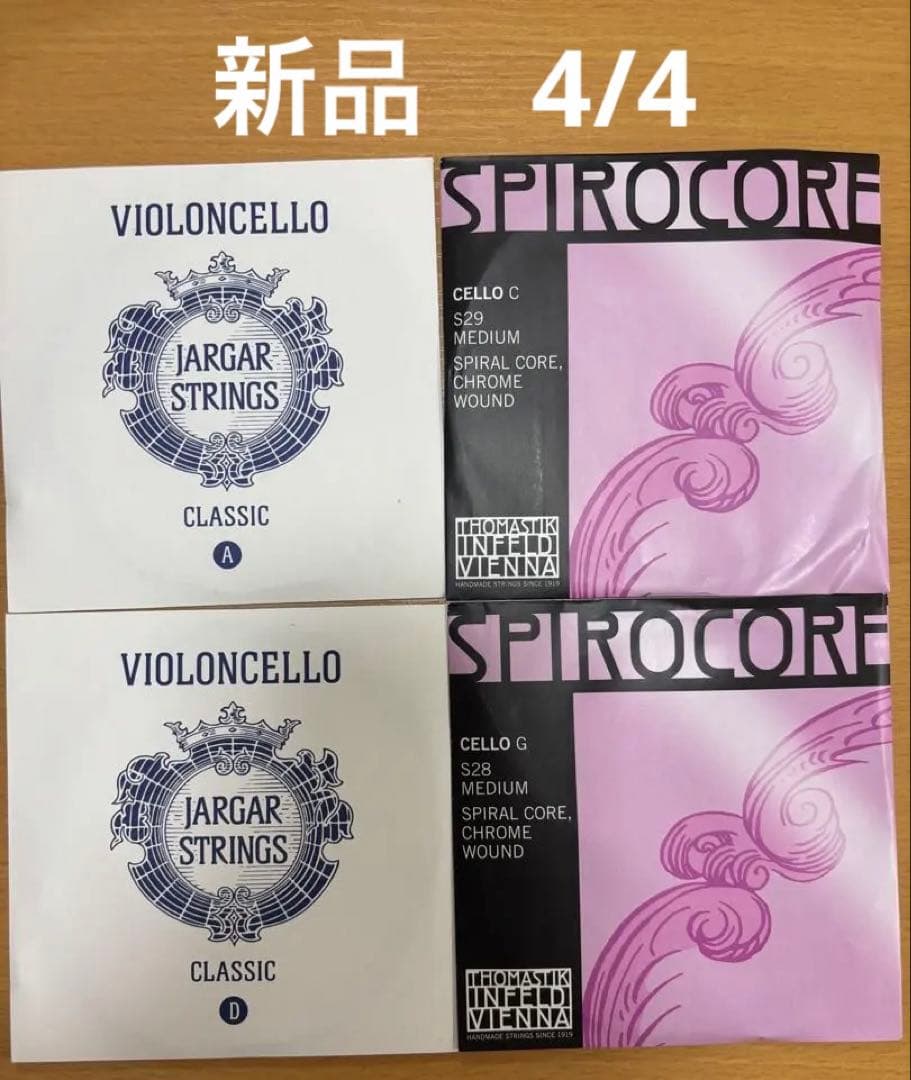 新品 4/4
VIOLONCELLO
JARGAR
STRINGS
CLASSIC
A
SPIROCORE
CELLO C
S29
MEDIUM
SPIRAL CORE,
CHROME
WOUND
THOMASTIK
INFELD
VIENNA
HANDMADE STRINGS SINCE 1919
VIOLONCELLO
JARGAR
STRINGS
CLASSIC
D
SPIROCORE
CELLO G
S28
MEDIUM
SPIRAL CORE,
CHROME
WOUND
THOMASTIK
INFELD
VIENNA
HANDMADE STRINGS SINCE 1919